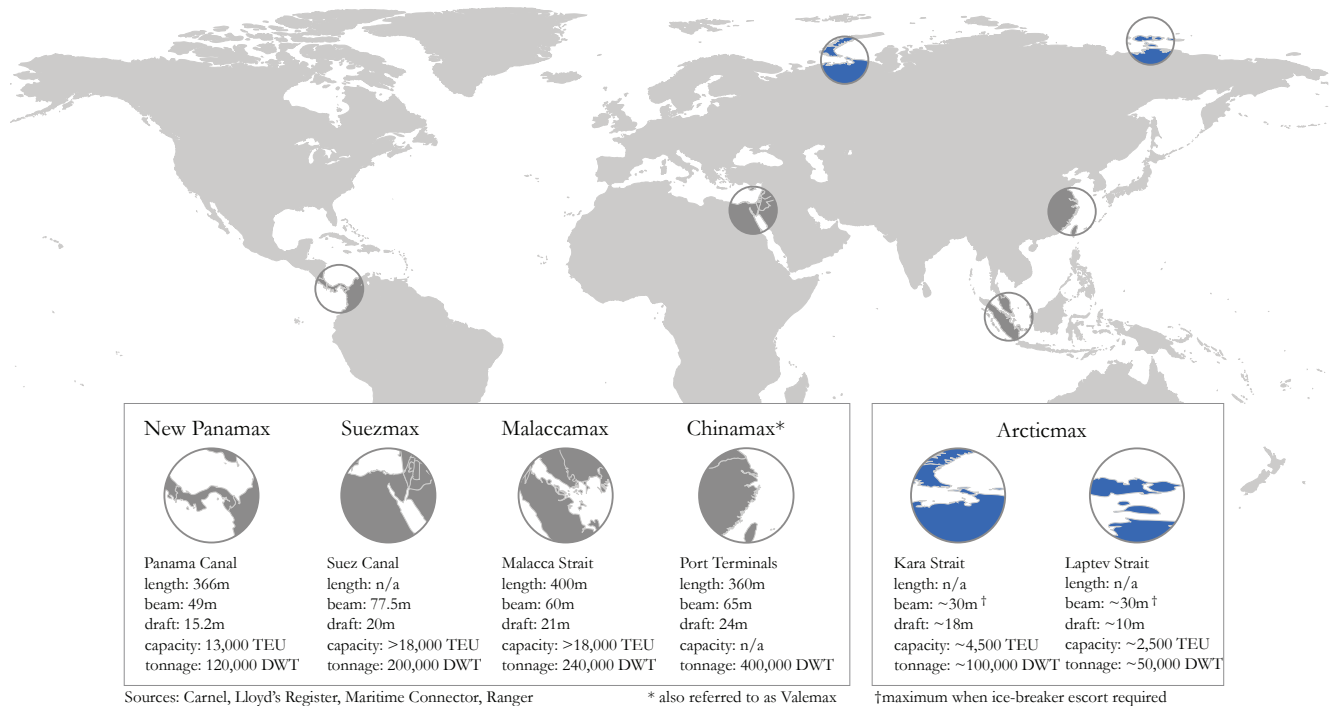 New Panamax
Panama Canal
length: 366m
beam: 49m
draft: 15.2m
capacity: 13,000 TEU
tonnage: 120,000 DWT
Suezmax
Suez Canal
length: n/a
beam: 77.5m
draft: 20m
capacity: >18,000 TEU
tonnage: 200,000 DWT
Malaccamax
Malacca Strait
length: 400m
beam: 60m
draft: 21m
capacity: >18,000 TEU
tonnage: 240,000 DWT
Chinamax*
Port Terminals
length: 360m
beam: 65m
draft: 24m
capacity: n/a
tonnage: 400,000 DWT
Arcticmax
Kara Strait
length: n/a
beam: ~30m †
draft: ~18m
capacity: ~4,500 TEU
tonnage: ~100,000 DWT
Laptev Strait
length: n/a
beam: ~30m †
draft: ~10m
capacity: ~2,500 TEU
tonnage: ~50,000 DWT
Sources: Carnel, Lloyd’s Register, Maritime Connector, Ranger
* also referred to as Valemax
†maximum when ice-breaker escort required